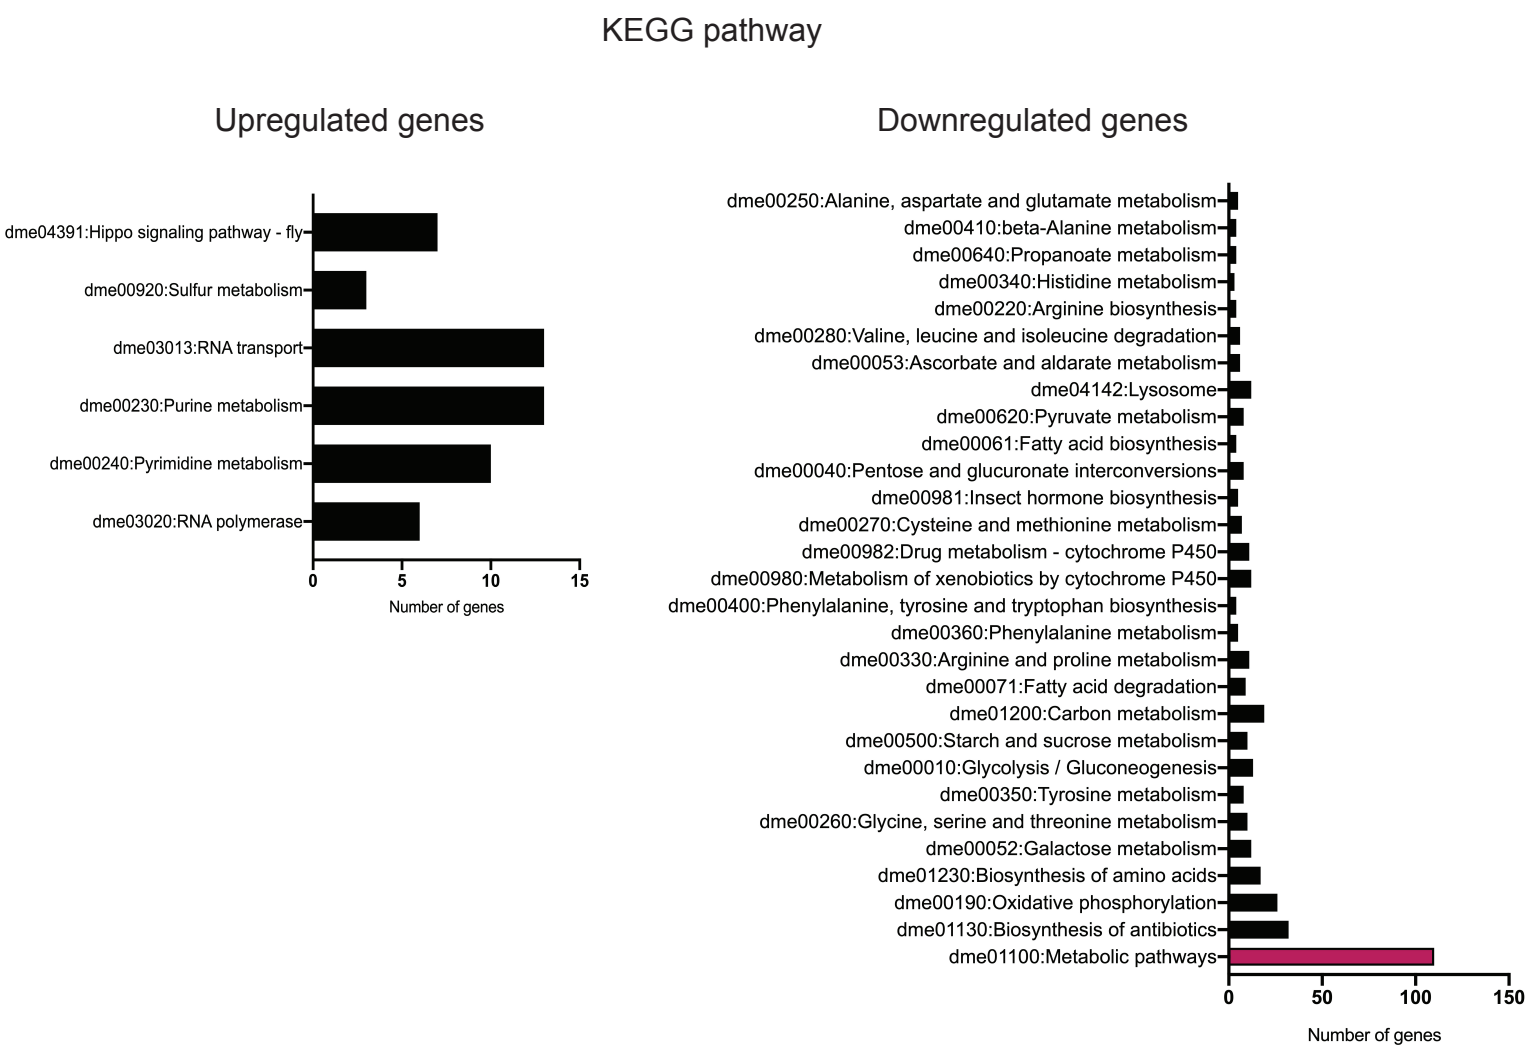 KEGG pathway
Upregulated genes
dme04391:Hippo signaling pathway - fly
dme00920:Sulfur metabolism
dme03013:RNA transport
dme00230:Purine metabolism
dme00240:Pyrimidine metabolism
dme03020:RNA polymerase
0 5 10 15
Number of genes
Downregulated genes
dme00250:Alanine, aspartate and glutamate metabolism
dme00410:beta-Alanine metabolism
dme00640:Propanoate metabolism
dme00340:Histidine metabolism
dme00220:Arginine biosynthesis
dme00280:Valine, leucine and isoleucine degradation
dme00053:Ascorbate and aldarate metabolism
dme04142:Lysosome
dme00620:Pyruvate metabolism
dme00061:Fatty acid biosynthesis
dme00040:Pentose and glucuronate interconversions
dme00981:Insect hormone biosynthesis
dme00270:Cysteine and methionine metabolism
dme00982:Drug metabolism - cytochrome P450
dme00980:Metabolism of xenobiotics by cytochrome P450
dme00400:Phenylalanine, tyrosine and tryptophan biosynthesis
dme00360:Phenylalanine metabolism
dme00330:Arginine and proline metabolism
dme00071:Fatty acid degradation
dme01200:Carbon metabolism
dme00500:Starch and sucrose metabolism
dme00010:Glycolysis / Gluconeogenesis
dme00350:Tyrosine metabolism
dme00260:Glycine, serine and threonine metabolism
dme00052:Galactose metabolism
dme01230:Biosynthesis of amino acids
dme00190:Oxidative phosphorylation
dme01130:Biosynthesis of antibiotics
dme01100:Metabolic pathways
0 50 100 150
Number of genes